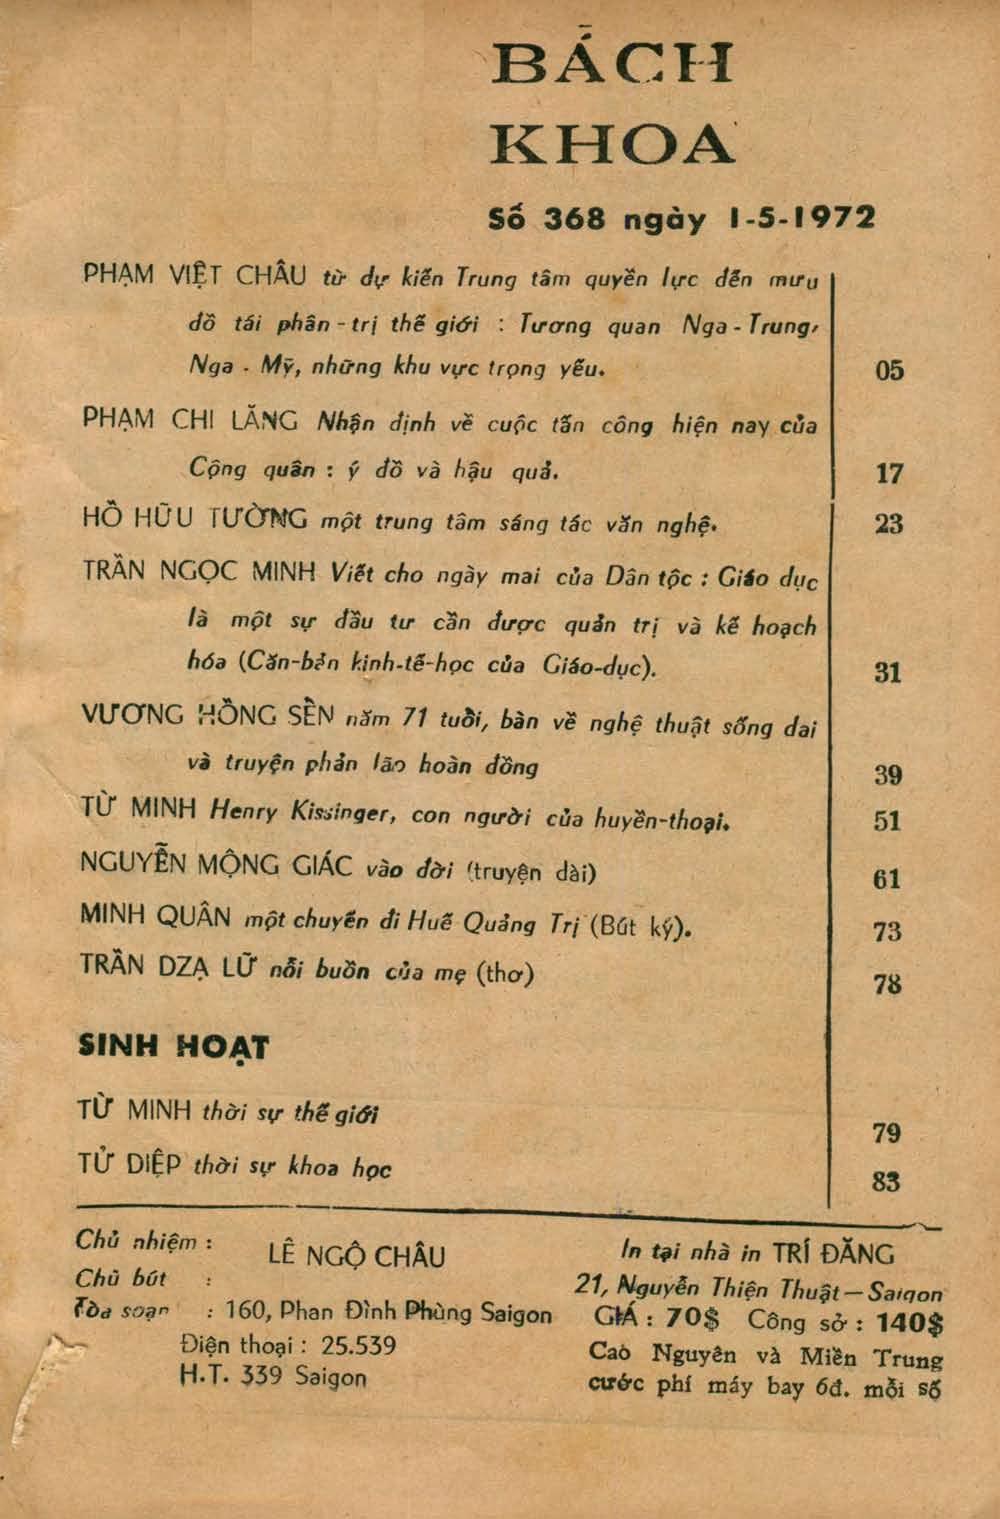 BÁCH
KHOA
Số 368 ngày 1-5-1972
PHẠM VIỆT CHÂU từ dự kiến Trung tâm quyền lực đến mưu
đồ tái phân-trị thế giới : Tương quan Nga-Trung,
Nga - Mỹ, những khu vực trọng yếu. 05
PHẠM CHI LĂNG Nhận định về cuộc tấn công hiện nay của
Cộng quân : ý đồ và hậu quả. 17
HỒ HỮU TƯỜNG một trung tâm sáng tác văn nghệ. 23
TRẦN NGỌC MINH Viết cho ngày mai của Dân tộc : Giáo dục
là một sự đầu tư cần được quản trị và kế hoạch
hóa (Căn-bản kinh-tế-học của Giáo-dục). 31
VƯƠNG HỒNG SỀN năm 71 tuổi, bàn về nghệ thuật sống dai
và truyện phản lão hoàn đồng 39
TỪ MINH Henry Kissinger, con người của huyền-thoại. 51
NGUYỄN MỘNG GIÁC vào đời (truyện dài) 61
MINH QUÂN một chuyến đi Huế Quảng Trị (Bút ký). 73
TRẦN DZẠ LỮ nỗi buồn của mẹ (thơ) 78
SINH HOẠT
TỪ MINH thời sự thế giới 79
TỬ DIỆP thời sự khoa học 83
Chủ nhiệm :
Chủ bút :
LÊ NGỘ CHÂU
Tòa soạn : 160, Phan Đình Phùng Saigon
Điện thoại : 25.539
H.T. 339 Saigon
In tại nhà in TRÍ ĐĂNG
21, Nguyễn Thiện Thuật — Saigon
GIÁ : 70$ Công sở : 140$
Cao Nguyên và Miền Trung
cước phí máy bay 6đ. mỗi số